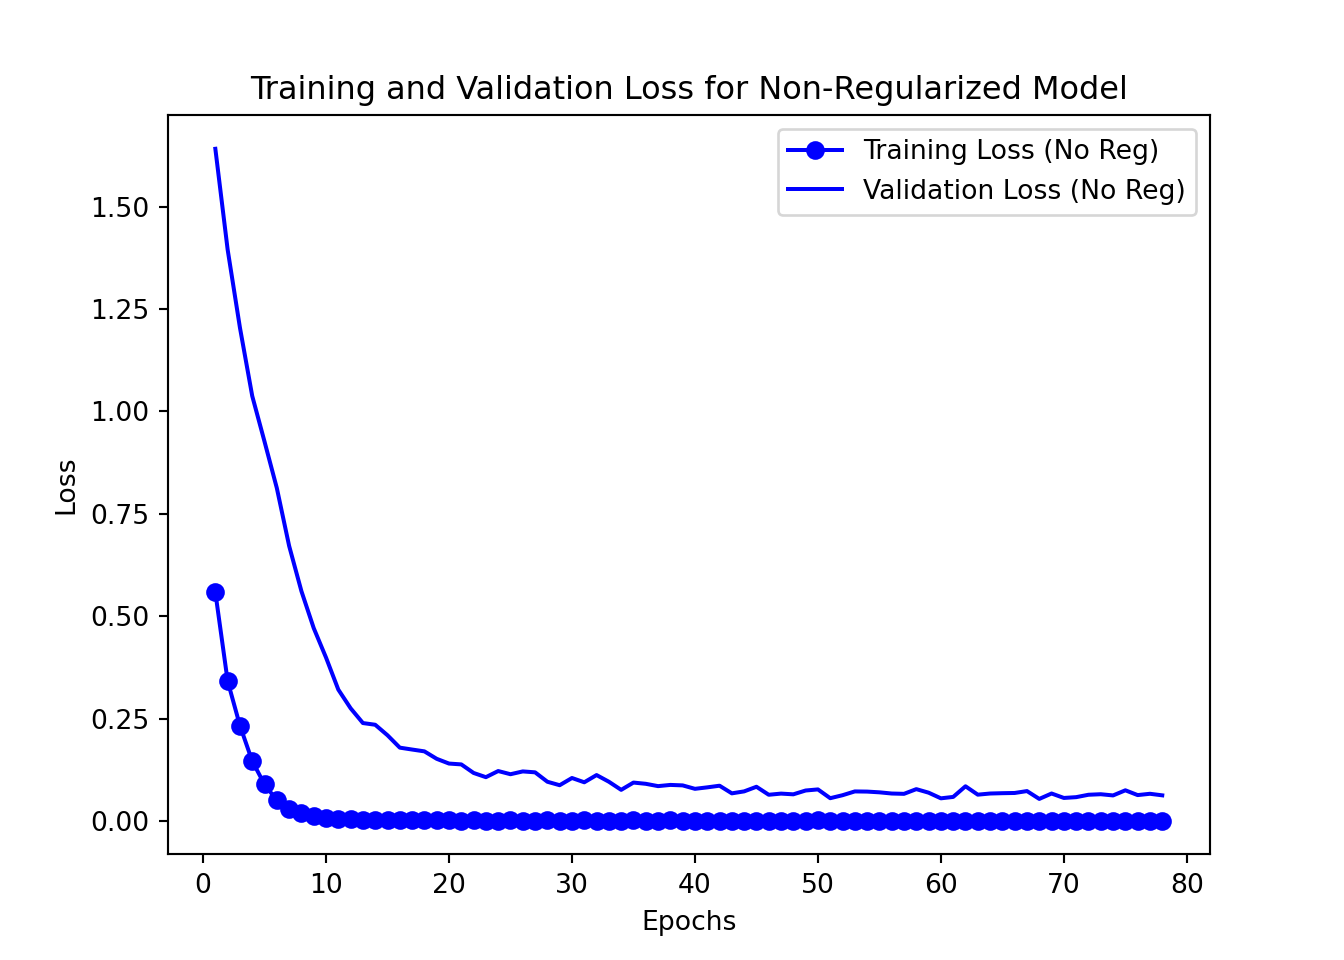 Training and Validation Loss for Non-Regularized Model
Training Loss (No Reg)
Validation Loss (No Reg)
Loss
1.50
1.25
1.00
0.75
0.50
0.25
0.00
0 10 20 30 40 50 60 70 80
Epochs